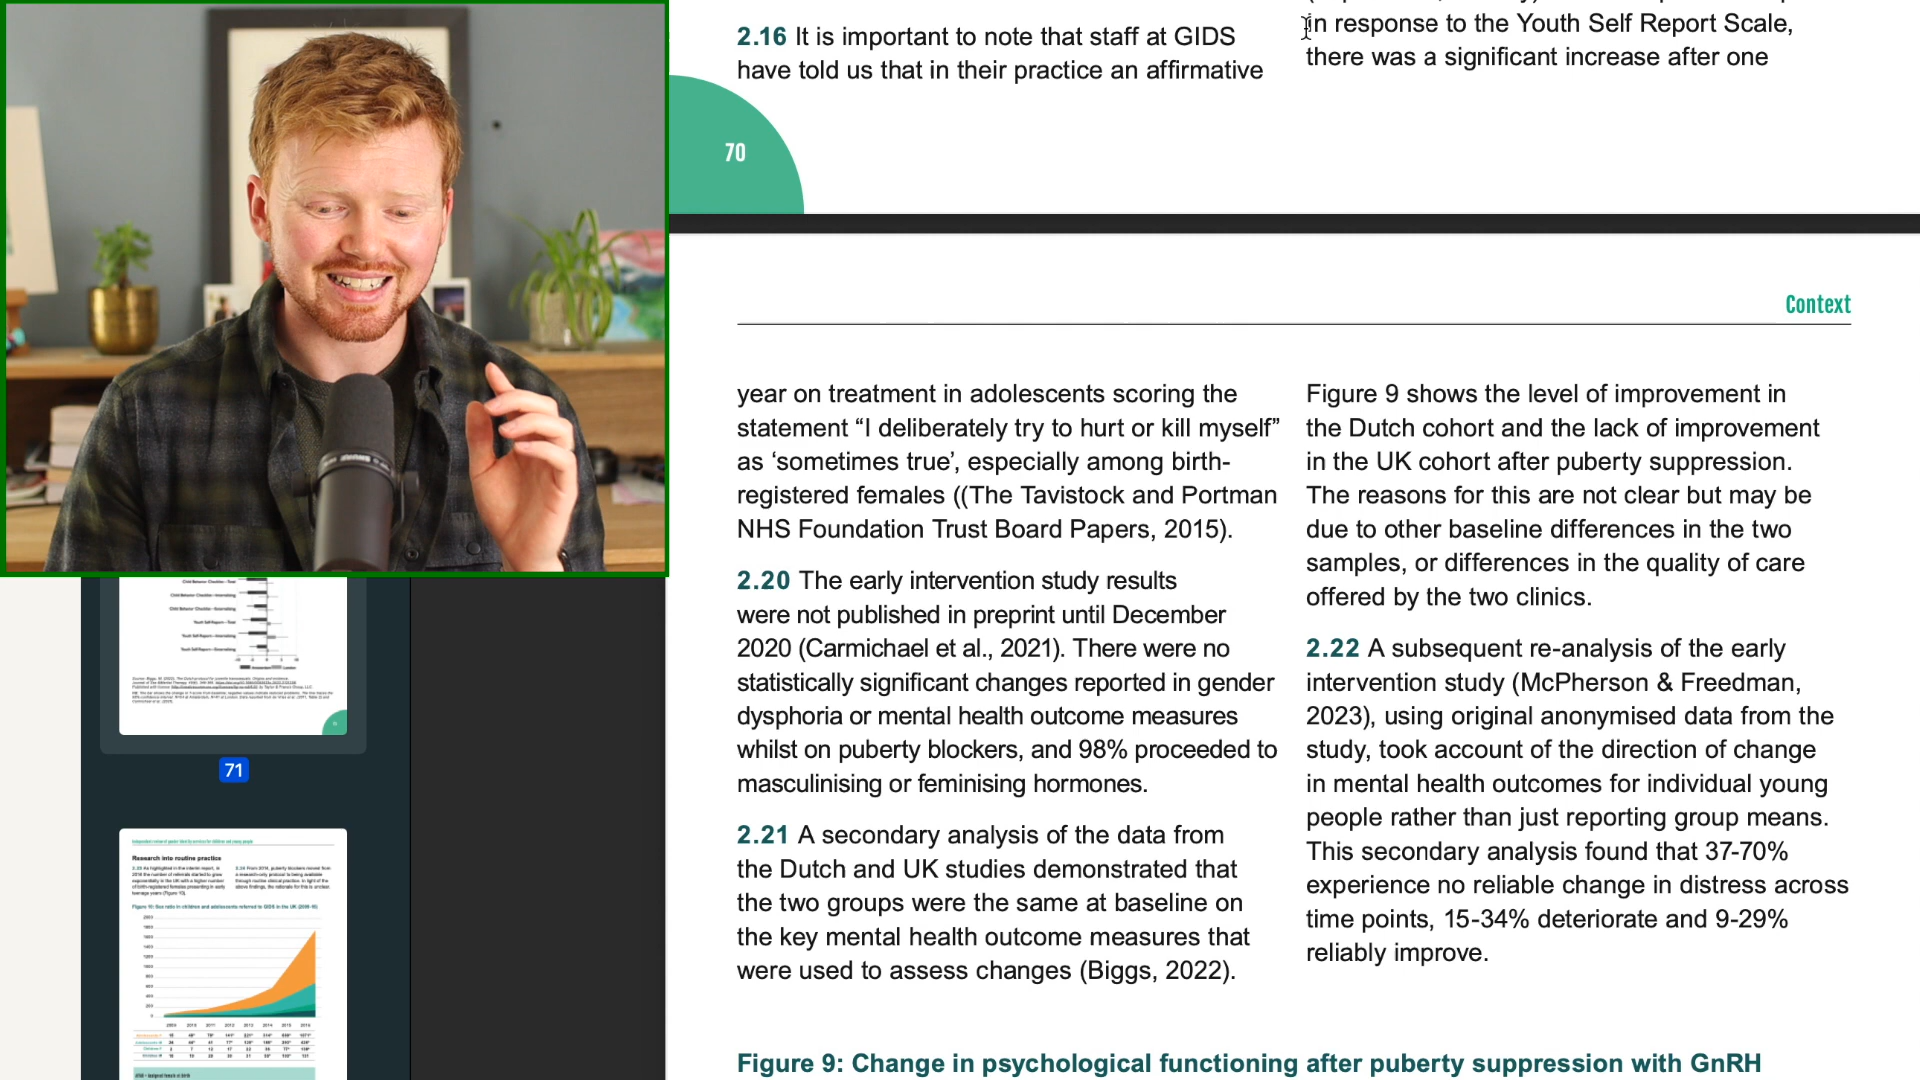 2.16 It is important to note that staff at GIDS
have told us that in their practice an affirmative
in response to the Youth Self Report Scale,
there was a significant increase after one
70
Context
year on treatment in adolescents scoring the
statement “I deliberately try to hurt or kill myself”
as ‘sometimes true’, especially among birth-
registered females ((The Tavistock and Portman
NHS Foundation Trust Board Papers, 2015).
2.20 The early intervention study results
were not published in preprint until December
2020 (Carmichael et al., 2021). There were no
statistically significant changes reported in gender
dysphoria or mental health outcome measures
whilst on puberty blockers, and 98% proceeded to
masculinising or feminising hormones.
2.21 A secondary analysis of the data from
the Dutch and UK studies demonstrated that
the two groups were the same at baseline on
the key mental health outcome measures that
were used to assess changes (Biggs, 2022).
Figure 9 shows the level of improvement in
the Dutch cohort and the lack of improvement
in the UK cohort after puberty suppression.
The reasons for this are not clear but may be
due to other baseline differences in the two
samples, or differences in the quality of care
offered by the two clinics.
2.22 A subsequent re-analysis of the early
intervention study (McPherson & Freedman,
2023), using original anonymised data from the
study, took account of the direction of change
in mental health outcomes for individual young
people rather than just reporting group means.
This secondary analysis found that 37-70%
experience no reliable change in distress across
time points, 15-34% deteriorate and 9-29%
reliably improve.
Figure 9: Change in psychological functioning after puberty suppression with GnRH
71
Research into routine practice